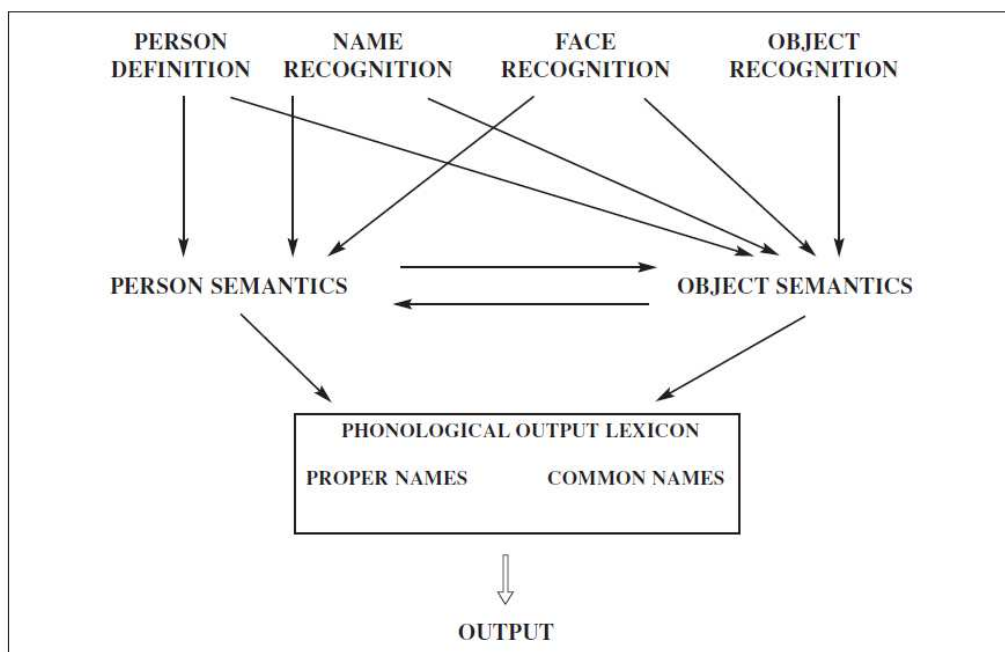 PERSON DEFINITION
NAME RECOGNITION
FACE RECOGNITION
OBJECT RECOGNITION
PERSON SEMANTICS
OBJECT SEMANTICS
PHONOLOGICAL OUTPUT LEXICON
PROPER NAMES
COMMON NAMES
OUTPUT